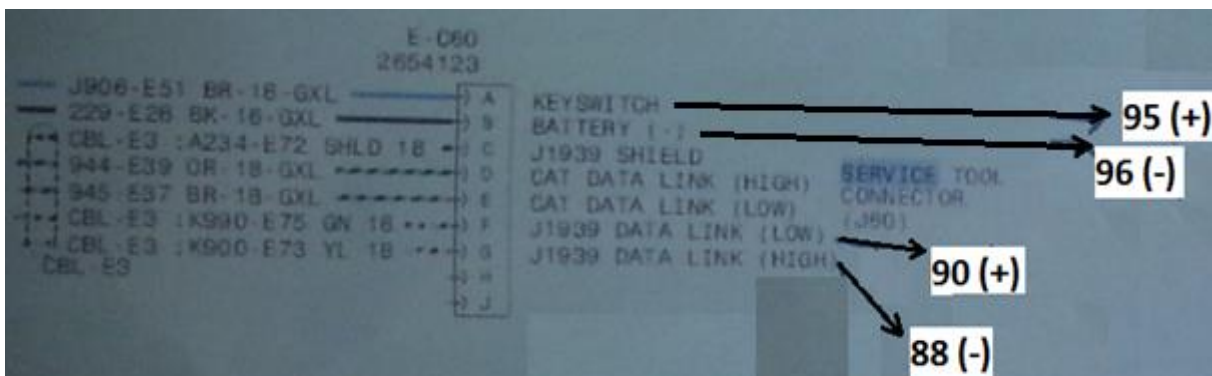 E-C60
2654123
J906-E51 BR-16-GXL A KEYSWITCH 95 (+)
229-E26 BK-16-GXL B BATTERY (-) 96 (-)
CBL-E3 :A234-E72 SHLD 18 C J1939 SHIELD
944-E39 OR-18-GXL D CAT DATA LINK (HIGH) SERVICE TOOL
945-E37 BR-18-GXL E CAT DATA LINK (LOW) CONNECTOR
CBL-E3 :K990-E75 GN 18 F J1939 DATA LINK (LOW) (J60)
CBL-E3 :K900-E73 YL 18 G J1939 DATA LINK (HIGH) 90 (+)
CBL-E3 H
J
88 (-)